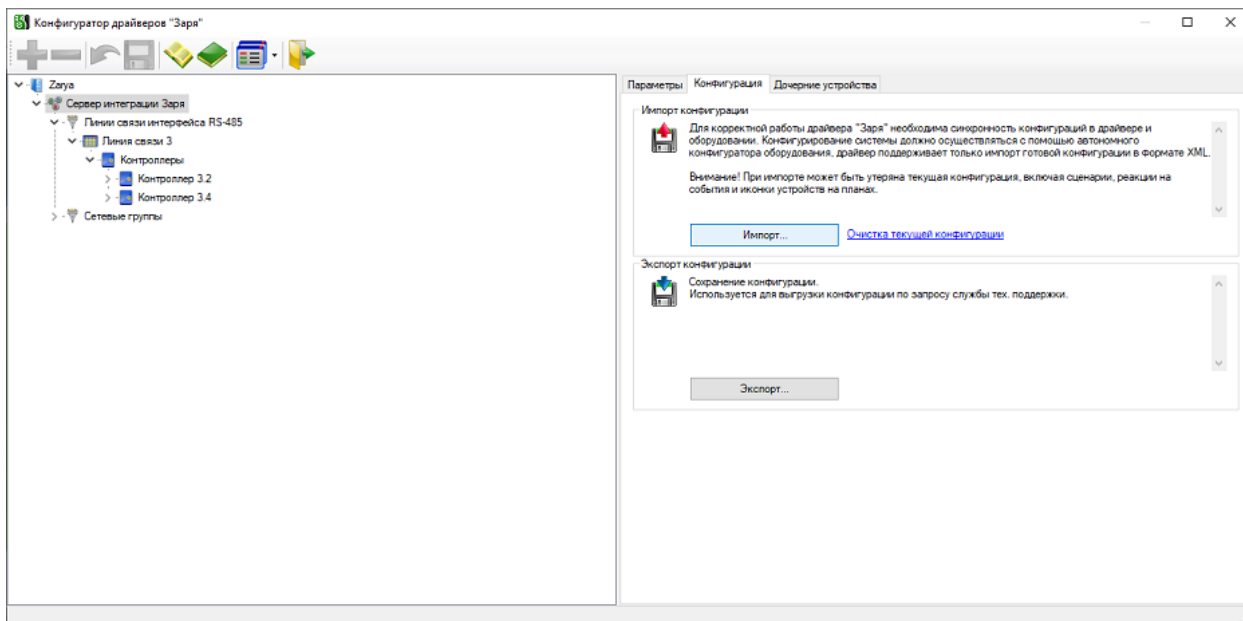 Конфигуратор драйверов "Заря"
Zarya
Сервер интеграции Заря
Линии связи интерфейса RS-485
Линия связи 3
Контроллеры
Контроллер 3.2
Контроллер 3.4
Сетевые группы
Параметры
Конфигурация
Дочерние устройства
Импорт конфигурации
Для корректной работы драйвера "Заря" необходима синхронность конфигураций в драйвере и
оборудовании. Конфигурирование системы должно осуществляться с помощью автономного
конфигуратора оборудования, драйвер поддерживает только импорт готовой конфигурации в формате XML.
Внимание! При импорте может быть утеряна текущая конфигурация, включая сценарии, реакции на
события и иконки устройств на планах.
Импорт...
Очистка текущей конфигурации
Экспорт конфигурации
Сохранение конфигурации.
Используется для выгрузки конфигурации по запросу службы тех. поддержки.
Экспорт...